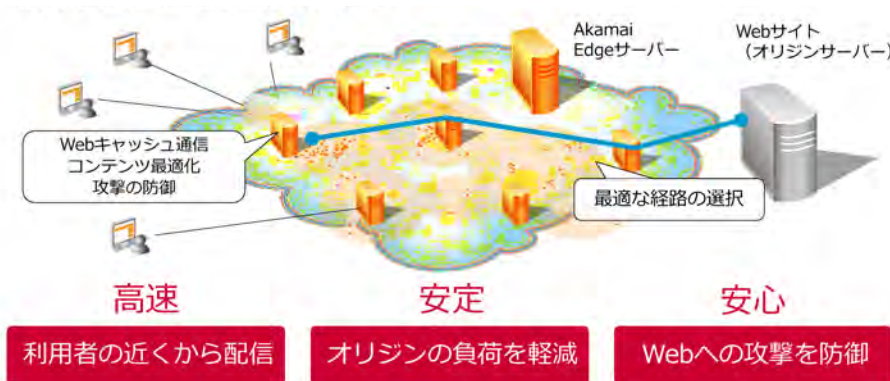 Akamai
Edgeサーバー
Webサイト
(オリジンサーバー)
Webキャッシュ通信
コンテンツ最適化
攻撃の防御
最適な経路の選択
高速
安定
安心
利用者の近くから配信
オリジンの負荷を軽減
Webへの攻撃を防御